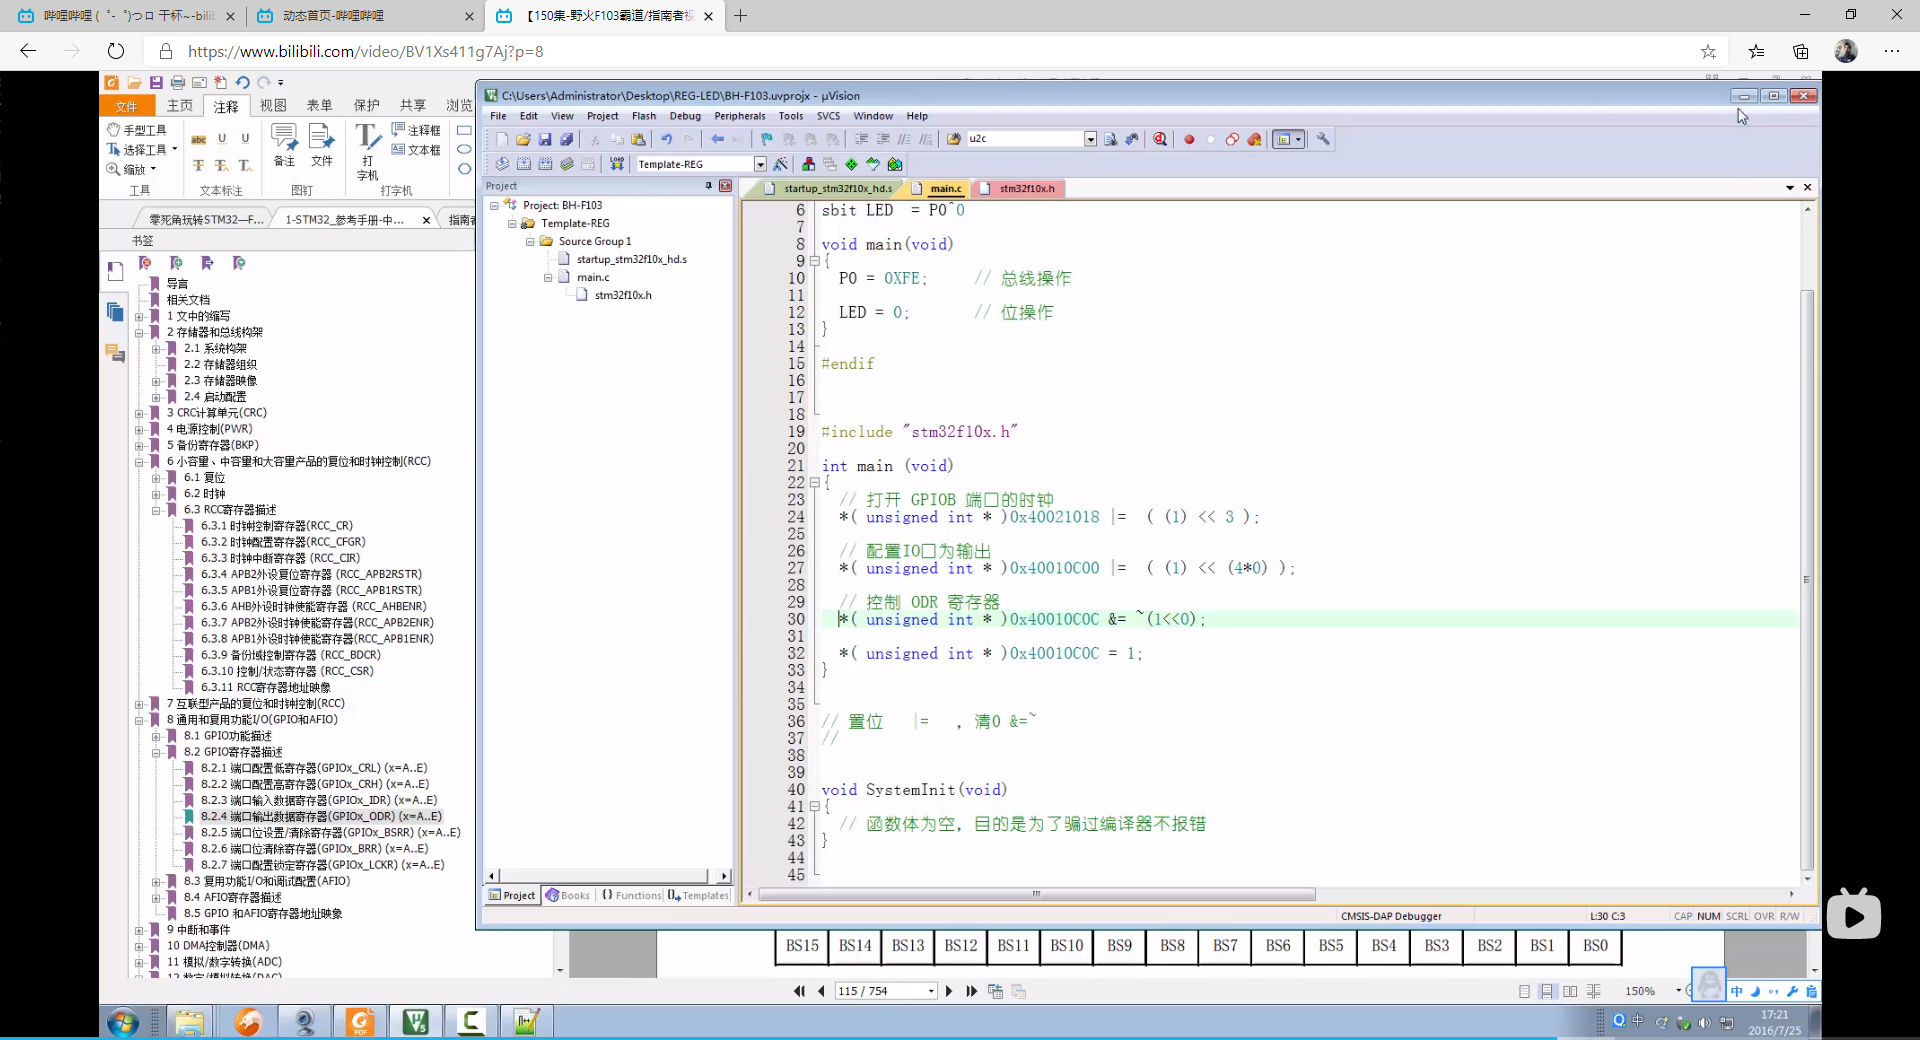 哔哩哔哩 ( ゜- ゜)つロ 干杯~-bili
动态首页-哔哩哔哩
【150集-野火F103霸道/指南者视
https://www.bilibili.com/video/BV1Xs411g7Aj?p=8
文件 主页 注释 视图 表单 保护 共享 浏览
手型工具
选择工具
缩放
工具
文本标注
备注
文件
图钉
打字机
注释框
文本框
打字机
零死角玩转STM32—F...
1-STM32_参考手册-中...
指南者
书签
导言
相关文档
1 文中的缩写
2 存储器和总线构架
2.1 系统构架
2.2 存储器组织
2.3 存储器映像
2.4 启动配置
3 CRC计算单元(CRC)
4 电源控制(PWR)
5 备份寄存器(BKP)
6 小容量、中容量和大容量产品的复位和时钟控制(RCC)
6.1 复位
6.2 时钟
6.3 RCC寄存器描述
6.3.1 时钟控制寄存器(RCC_CR)
6.3.2 时钟配置寄存器(RCC_CFGR)
6.3.3 时钟中断寄存器 (RCC_CIR)
6.3.4 APB2外设复位寄存器 (RCC_APB2RSTR)
6.3.5 APB1外设复位寄存器 (RCC_APB1RSTR)
6.3.6 AHB外设时钟使能寄存器 (RCC_AHBENR)
6.3.7 APB2外设时钟使能寄存器(RCC_APB2ENR)
6.3.8 APB1外设时钟使能寄存器(RCC_APB1ENR)
6.3.9 备份域控制寄存器 (RCC_BDCR)
6.3.10 控制/状态寄存器 (RCC_CSR)
6.3.11 RCC寄存器地址映像
7 互联型产品的复位和时钟控制(RCC)
8 通用和复用功能I/O(GPIO和AFIO)
8.1 GPIO功能描述
8.2 GPIO寄存器描述
8.2.1 端口配置低寄存器(GPIOx_CRL) (x=A..E)
8.2.2 端口配置高寄存器(GPIOx_CRH) (x=A..E)
8.2.3 端口输入数据寄存器(GPIOx_IDR) (x=A..E)
8.2.4 端口输出数据寄存器(GPIOx_ODR) (x=A..E)
8.2.5 端口位设置/清除寄存器(GPIOx_BSRR) (x=A..E)
8.2.6 端口位清除寄存器(GPIOx_BRR) (x=A..E)
8.2.7 端口配置锁定寄存器(GPIOx_LCKR) (x=A..E)
8.3 复用功能I/O和调试配置(AFIO)
8.4 AFIO寄存器描述
8.5 GPIO 和AFIO寄存器地址映象
9 中断和事件
10 DMA控制器(DMA)
11 模拟/数字转换(ADC)
12 数字/模拟转换(DAC)
C:\Users\Administrator\Desktop\REG-LED\BH-F103.uvprojx - µVision
File Edit View Project Flash Debug Peripherals Tools SVCS Window Help
u2c
LOAD
Template-REG
Project
Project: BH-F103
Template-REG
Source Group 1
startup_stm32f10x_hd.s
main.c
stm32f10x.h
Project Books Functions Templates
startup_stm32f10x_hd.s main.c stm32f10x.h
6 sbit LED  = P0^0
7
8 void main(void)
9 {
10   P0 = 0XFE;     // 总线操作
11
12   LED = 0;       // 位操作
13 }
14
15 #endif
16
17
18
19 #include "stm32f10x.h"
20
21 int main (void)
22 {
23   // 打开 GPIOB 端口的时钟
24   *( unsigned int * )0x40021018 |=  ( (1) << 3 );
25
26   // 配置IO口为输出
27   *( unsigned int * )0x40010C00 |=  ( (1) << (4*0) );
28
29   // 控制 ODR 寄存器
30   *( unsigned int * )0x40010C0C &= ~(1<<0);
31
32   *( unsigned int * )0x40010C0C = 1;
33 }
34
35
36 // 置位   |=   , 清0 &=~
37 //
38
39
40 void SystemInit(void)
41 {
42   // 函数体为空，目的是为了骗过编译器不报错
43 }
44
45
CMSIS-DAP Debugger L:30 C:3 CAP NUM SCRL OVR R/W
BS15 BS14 BS13 BS12 BS11 BS10 BS9 BS8 BS7 BS6 BS5 BS4 BS3 BS2 BS1 BS0
115 / 754
150%
中
中
17:21
2016/7/25